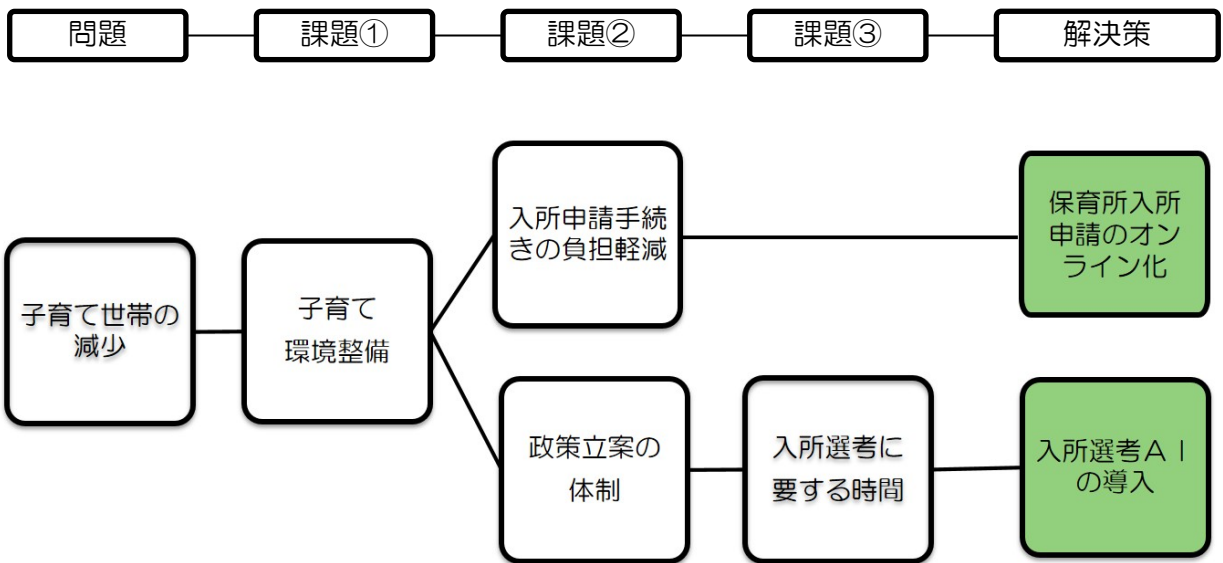 問題
課題①
課題②
課題③
解決策
子育て世帯の
減少
子育て
環境整備
入所申請手続
きの負担軽減
保育所入所
申請のオン
ライン化
政策立案の
体制
入所選考に
要する時間
入所選考ＡＩ
の導入